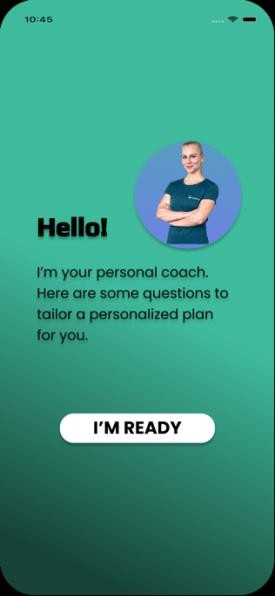 10:45
Hello!
I'm your personal coach.
Here are some questions to
tailor a personalized plan
for you.
I'M READY